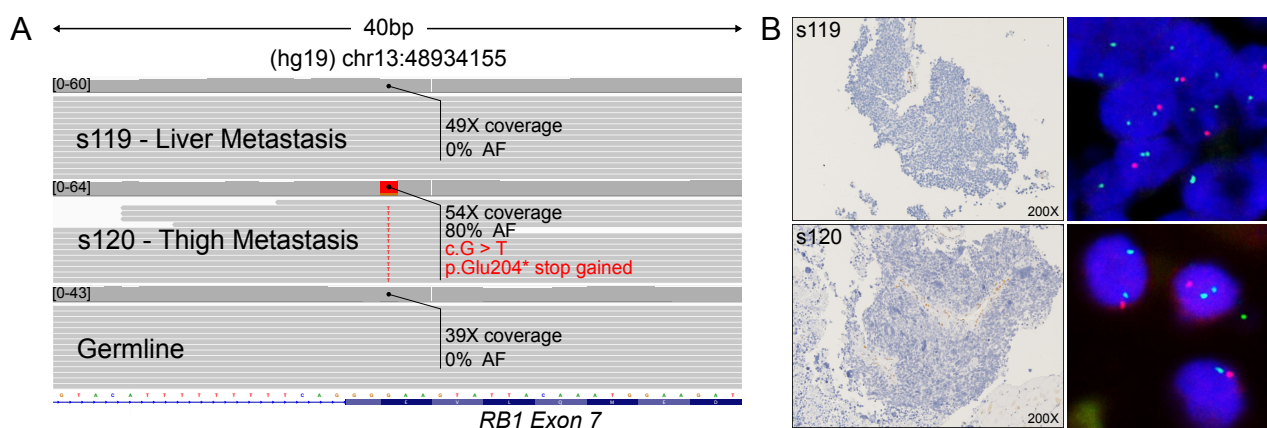 A
40bp
(hg19) chr13:48934155
[0-60]
s119 - Liver Metastasis
49X coverage
0% AF
[0-64]
s120 - Thigh Metastasis
54X coverage
80% AF
c.G > T
p.Glu204* stop gained
[0-43]
Germline
39X coverage
0% AF
G T A C A T T T T T T T T T C A G G G G A A G T A T T A C A A A T G G A A G A T
E V L Q M E D
RB1 Exon 7
B
s119
200X
s120
200X